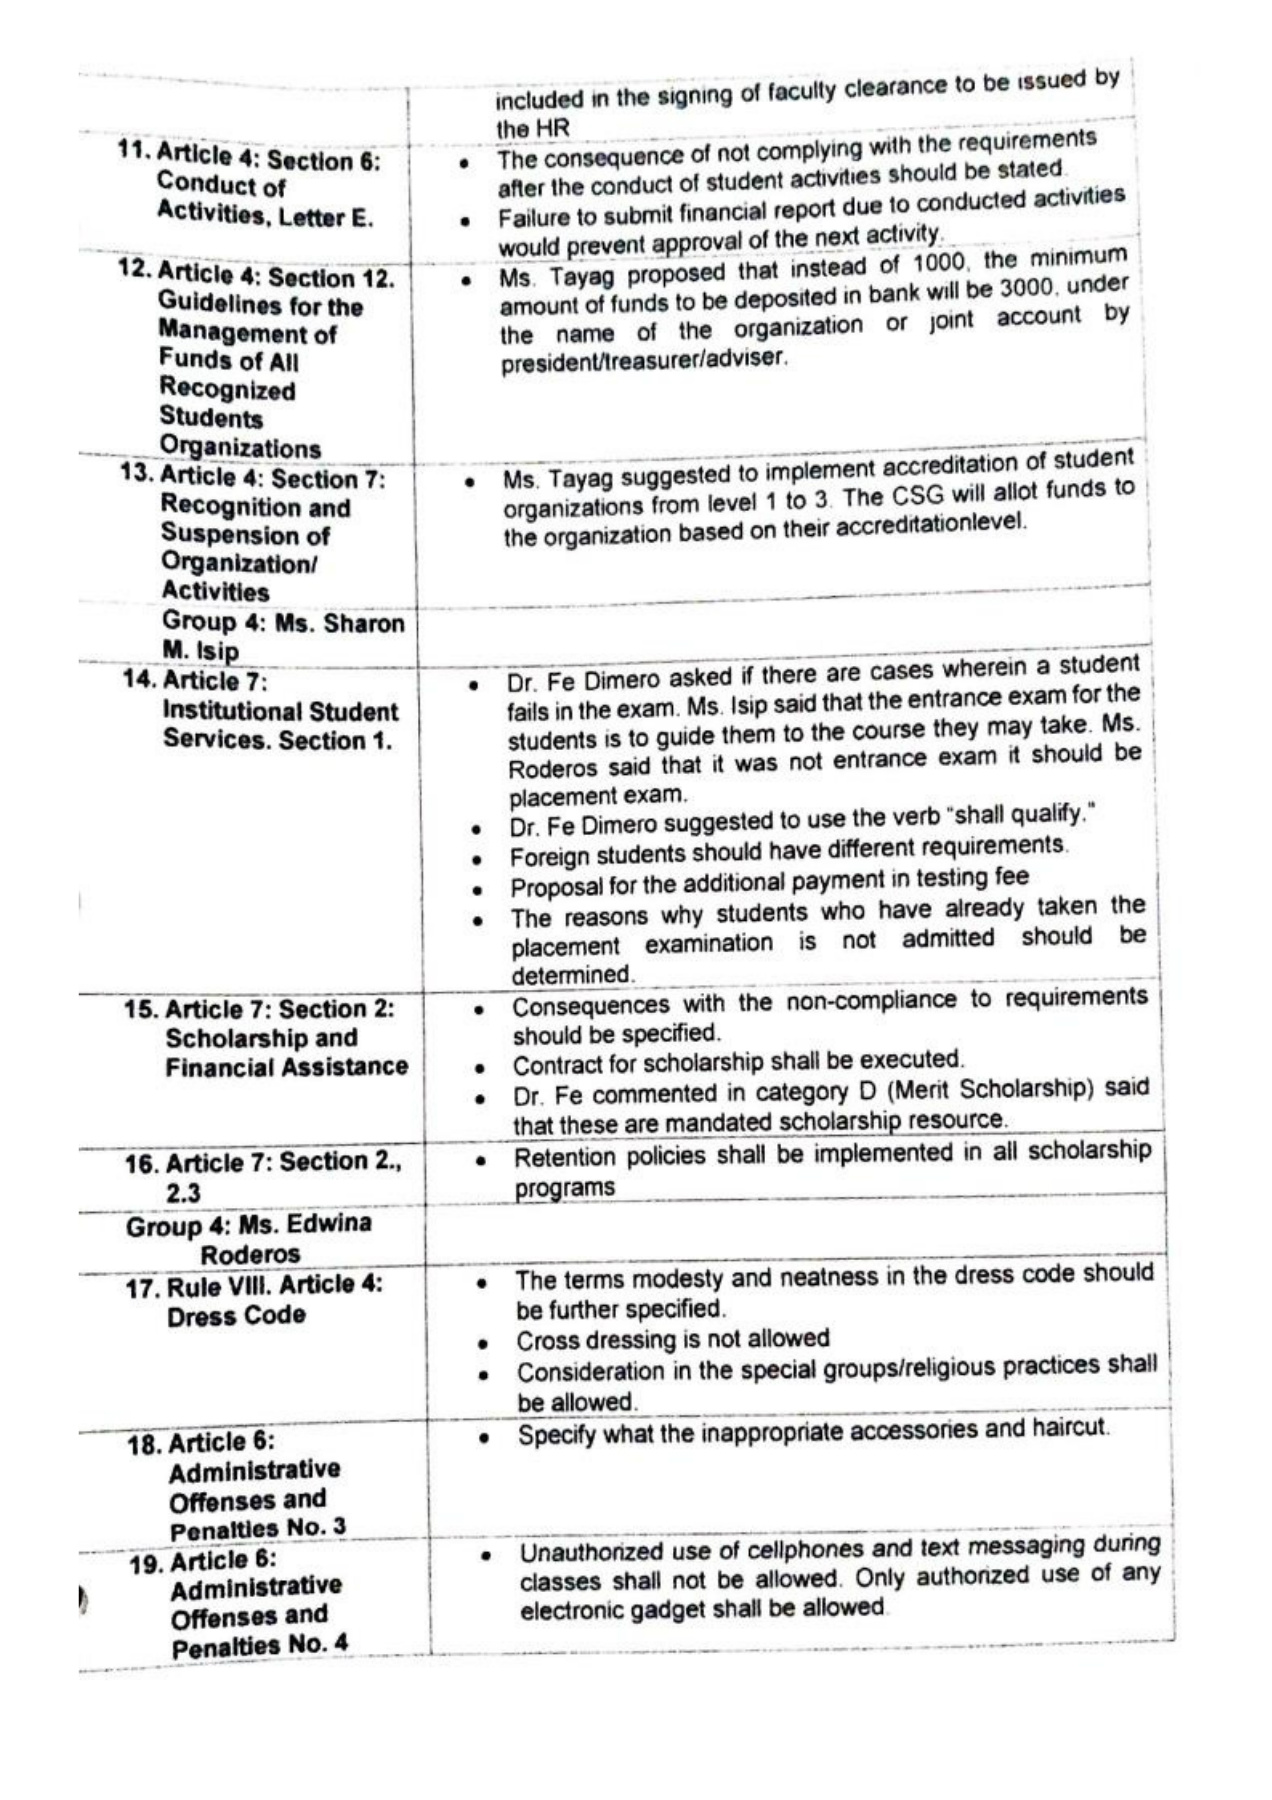 included in the signing of faculty clearance to be issued by
the HR
11. Article 4: Section 6:
Conduct of
Activities, Letter E.
• The consequence of not complying with the requirements
after the conduct of student activities should be stated.
• Failure to submit financial report due to conducted activities
would prevent approval of the next activity.
12. Article 4: Section 12.
Guidelines for the
Management of
Funds of All
Recognized
Students
Organizations
• Ms. Tayag proposed that instead of 1000, the minimum
amount of funds to be deposited in bank will be 3000, under
the name of the organization or joint account by
president/treasurer/adviser.
13. Article 4: Section 7:
Recognition and
Suspension of
Organization/
Activities
• Ms. Tayag suggested to implement accreditation of student
organizations from level 1 to 3. The CSG will allot funds to
the organization based on their accreditationlevel.
Group 4: Ms. Sharon
M. Isip
14. Article 7:
Institutional Student
Services. Section 1.
• Dr. Fe Dimero asked if there are cases wherein a student
fails in the exam. Ms. Isip said that the entrance exam for the
students is to guide them to the course they may take. Ms.
Roderos said that it was not entrance exam it should be
placement exam.
• Dr. Fe Dimero suggested to use the verb "shall qualify."
• Foreign students should have different requirements.
• Proposal for the additional payment in testing fee
• The reasons why students who have already taken the
placement examination is not admitted should be
determined.
15. Article 7: Section 2:
Scholarship and
Financial Assistance
• Consequences with the non-compliance to requirements
should be specified.
• Contract for scholarship shall be executed.
• Dr. Fe commented in category D (Merit Scholarship) said
that these are mandated scholarship resource.
16. Article 7: Section 2.,
2.3
• Retention policies shall be implemented in all scholarship
programs
Group 4: Ms. Edwina
Roderos
17. Rule VIII. Article 4:
Dress Code
• The terms modesty and neatness in the dress code should
be further specified.
• Cross dressing is not allowed
• Consideration in the special groups/religious practices shall
be allowed.
18. Article 6:
Administrative
Offenses and
Penalties No. 3
• Specify what the inappropriate accessories and haircut.
19. Article 6:
Administrative
Offenses and
Penalties No. 4
• Unauthorized use of cellphones and text messaging during
classes shall not be allowed. Only authorized use of any
electronic gadget shall be allowed.